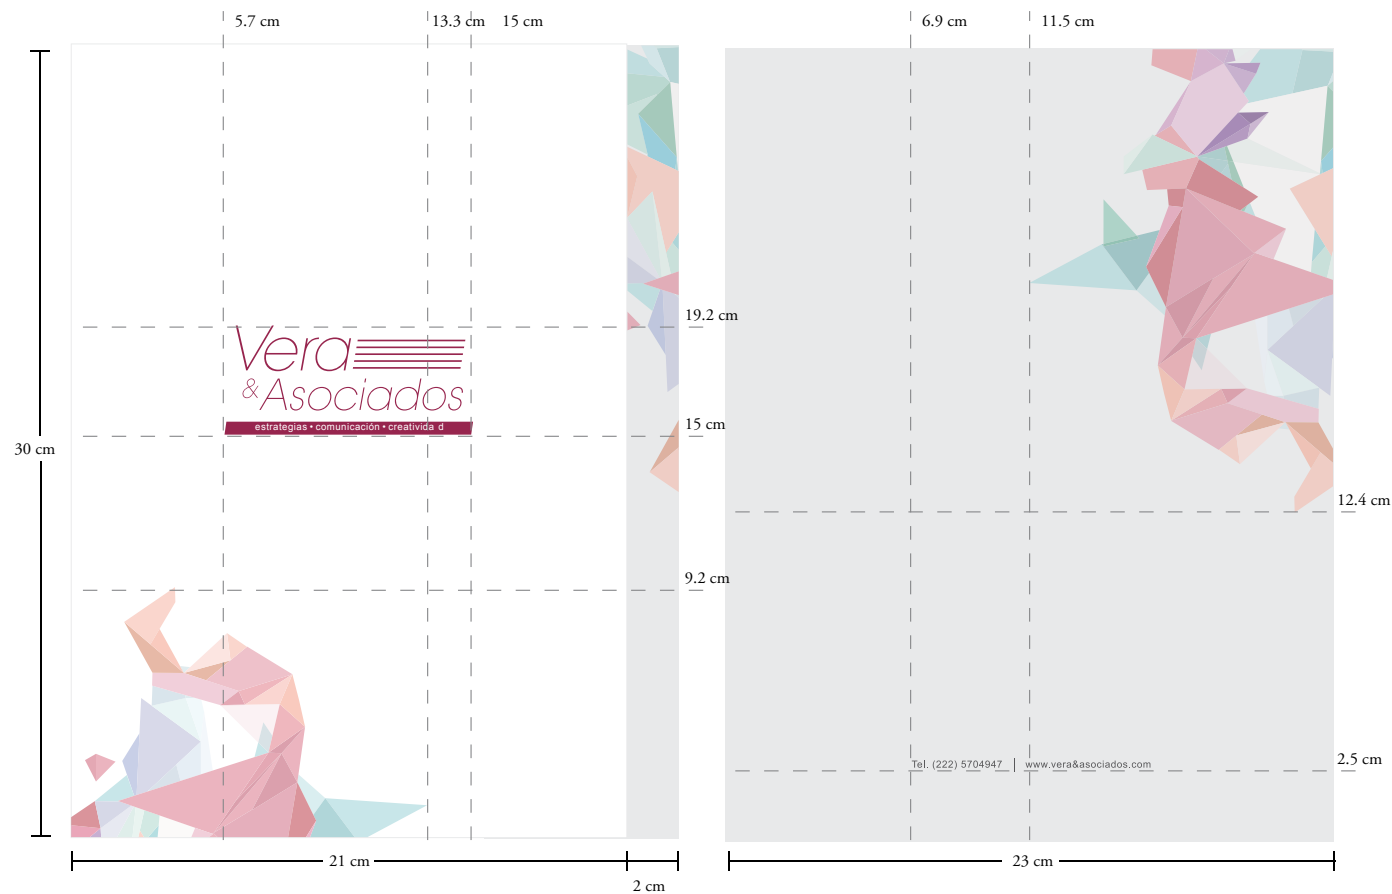 5.7 cm
13.3 cm
15 cm
6.9 cm
11.5 cm
19.2 cm
Vera
& Asociados
estrategias • comunicación • creativida d
15 cm
30 cm
12.4 cm
9.2 cm
2.5 cm
Tel. (222) 5704947 | www.vera&asociados.com
21 cm
23 cm
2 cm